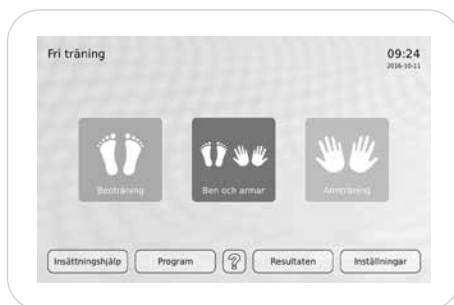 Fri träning
09:24
2016-10-11
Benträning
Ben och armar
Armträning
Insättningshjälp
Program
?
Resultaten
Inställningar